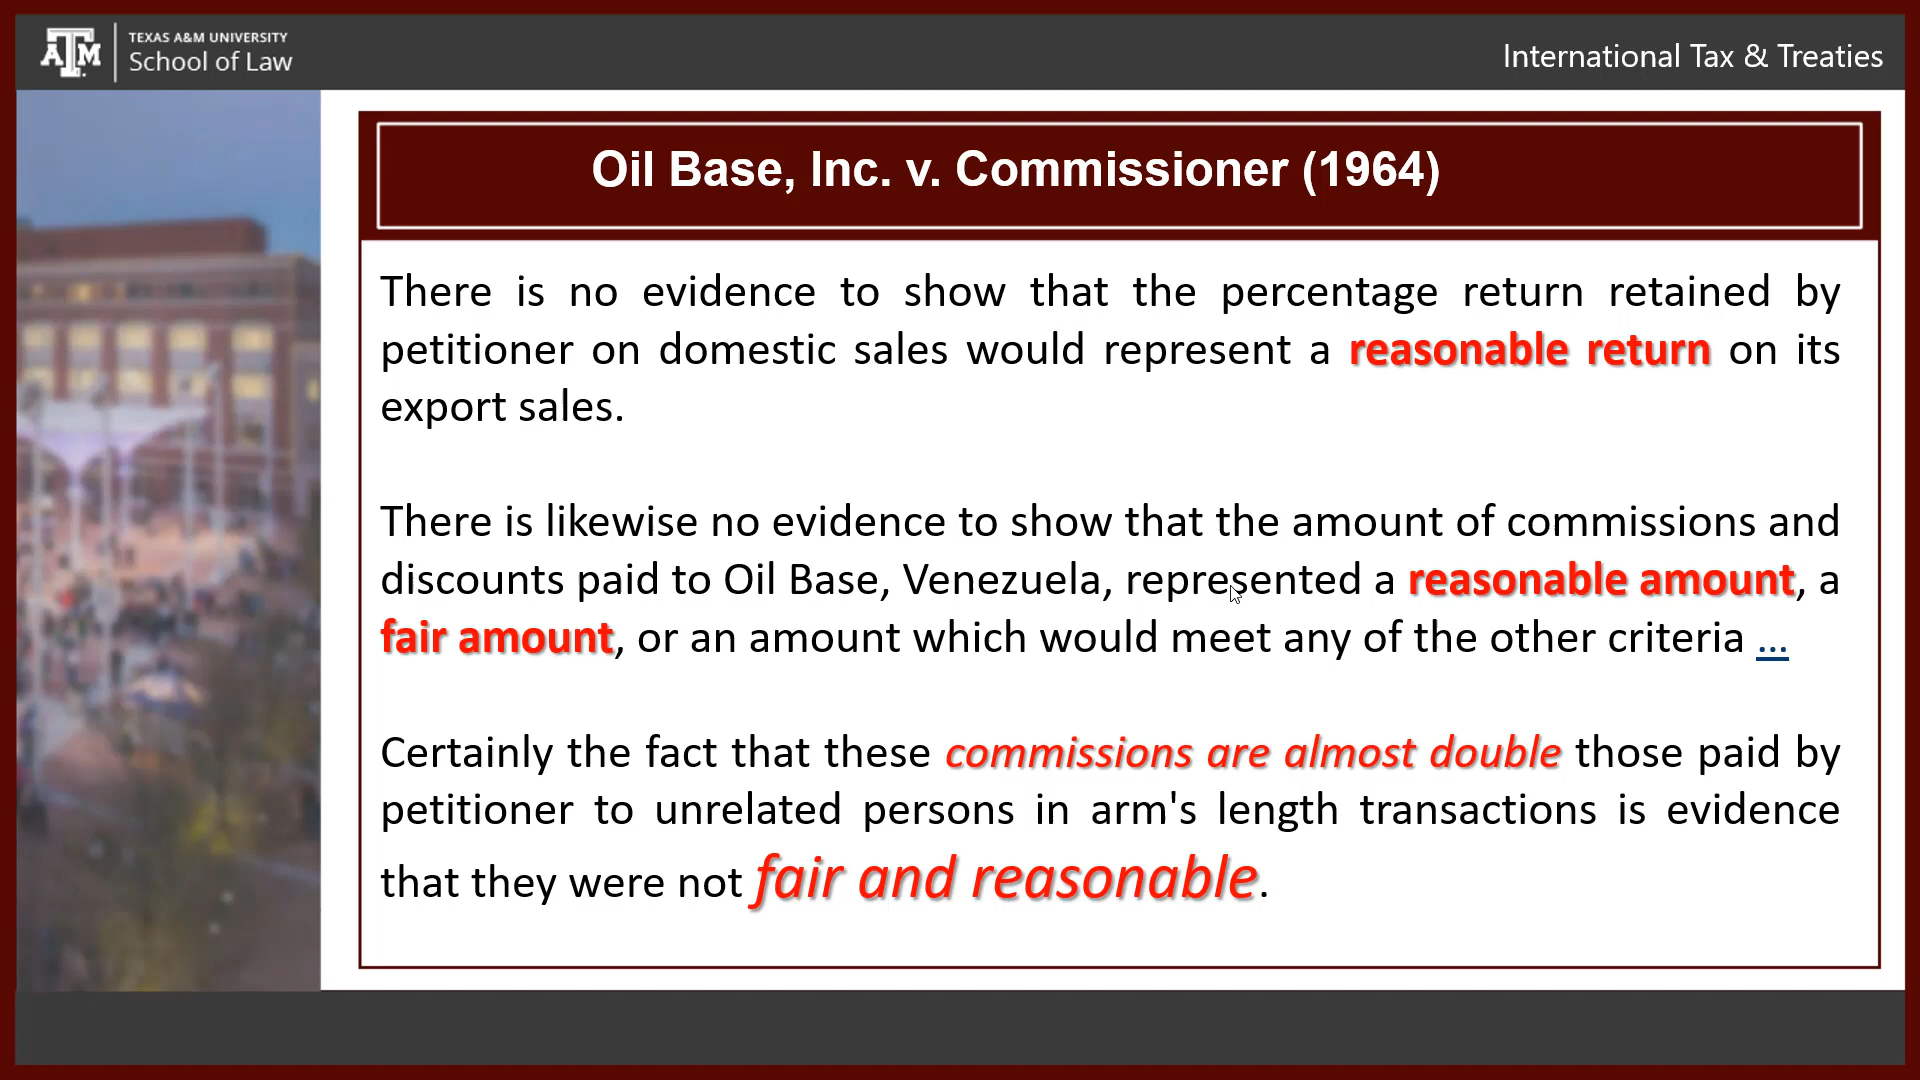 TEXAS A&M UNIVERSITY
School of Law
International Tax & Treaties
Oil Base, Inc. v. Commissioner (1964)
There is no evidence to show that the percentage return retained by
petitioner on domestic sales would represent a reasonable return on its
export sales.
There is likewise no evidence to show that the amount of commissions and
discounts paid to Oil Base, Venezuela, represented a reasonable amount, a
fair amount, or an amount which would meet any of the other criteria ...
Certainly the fact that these commissions are almost double those paid by
petitioner to unrelated persons in arm's length transactions is evidence
that they were not fair and reasonable.